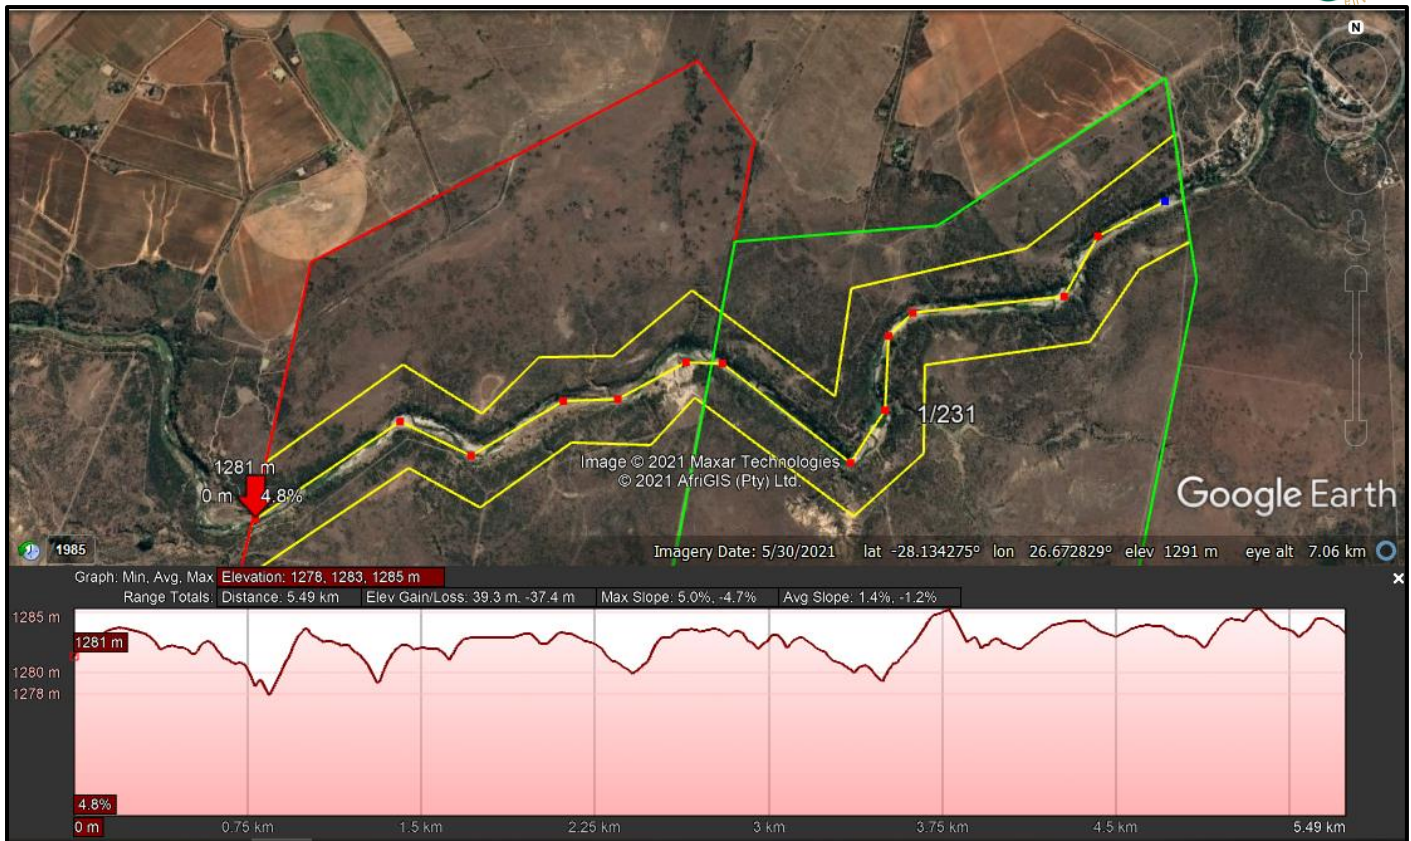 N
1/231
1281 m
0 m 4.8%
Image © 2021 Maxar Technologies
© 2021 AfriGIS (Pty) Ltd.
Google Earth
1985
Imagery Date: 5/30/2021 lat -28.134275° lon 26.672829° elev 1291 m eye alt 7.06 km
Graph: Min, Avg, Max Elevation: 1278, 1283, 1285 m
Range Totals: Distance: 5.49 km Elev Gain/Loss: 39.3 m, -37.4 m Max Slope: 5.0%, -4.7% Avg Slope: 1.4%, -1.2%
1285 m
1281 m
1280 m
1278 m
4.8%
0 m 0.75 km 1.5 km 2.25 km 3 km 3.75 km 4.5 km 5.49 km